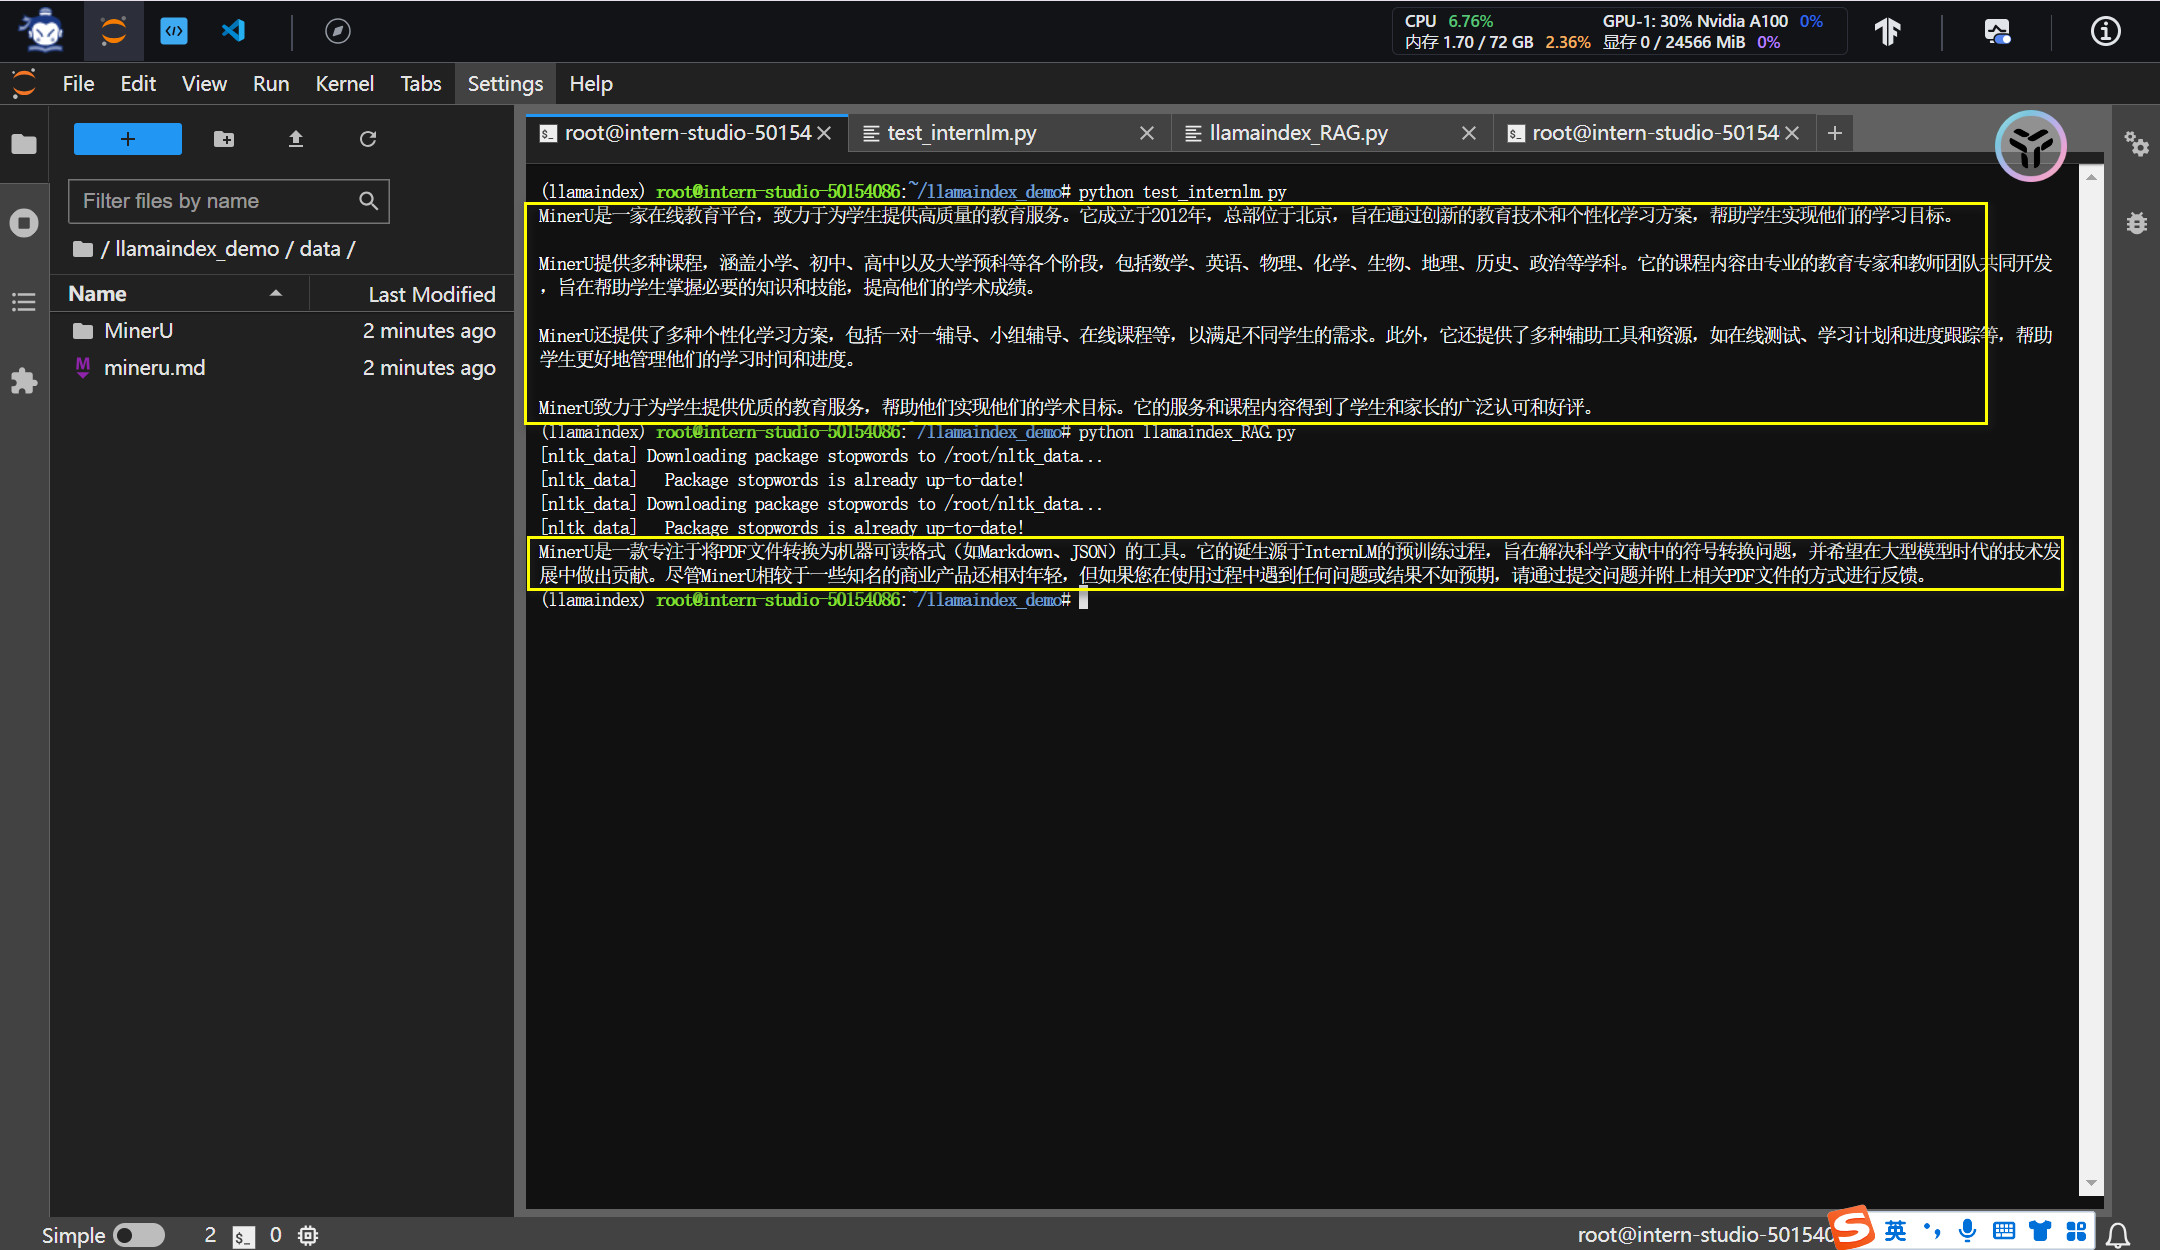 CPU 6.76% GPU-1: 30% Nvidia A100 0%
内存 1.70 / 72 GB 2.36% 显存 0 / 24566 MiB 0%
File Edit View Run Kernel Tabs Settings Help
root@intern-studio-50154 test_internlm.py llamaindex_RAG.py root@intern-studio-50154
Filter files by name
/ llamaindex_demo / data /
Name Last Modified
MinerU 2 minutes ago
mineru.md 2 minutes ago
(llamaindex) root@intern-studio-50154086:~/llamaindex_demo# python test_internlm.py
MinerU是一家在线教育平台，致力于为学生提供高质量的教育服务。它成立于2012年，总部位于北京，旨在通过创新的教育技术和个性化学习方案，帮助学生实现他们的学习目标。
MinerU提供多种课程，涵盖小学、初中、高中以及大学预科等各个阶段，包括数学、英语、物理、化学、生物、地理、历史、政治等学科。它的课程内容由专业的教育专家和教师团队共同开发
，旨在帮助学生掌握必要的知识和技能，提高他们的学术成绩。
MinerU还提供了多种个性化学习方案，包括一对一辅导、小组辅导、在线课程等，以满足不同学生的需求。此外，它还提供了多种辅助工具和资源，如在线测试、学习计划和进度跟踪等，帮助
学生更好地管理他们的学习时间和进度。
MinerU致力于为学生提供优质的教育服务，帮助他们实现他们的学术目标。它的服务和课程内容得到了学生和家长的广泛认可和好评。
(llamaindex) root@intern-studio-50154086:~/llamaindex_demo# python llamaindex_RAG.py
[nltk_data] Downloading package stopwords to /root/nltk_data...
[nltk_data]   Package stopwords is already up-to-date!
[nltk_data] Downloading package stopwords to /root/nltk_data...
[nltk_data]   Package stopwords is already up-to-date!
MinerU是一款专注于将PDF文件转换为机器可读格式（如Markdown、JSON）的工具。它的诞生源于InternLM的预训练过程，旨在解决科学文献中的符号转换问题，并希望在大型模型时代的技术发
展中做出贡献。尽管MinerU相较于一些知名的商业产品还相对年轻，但如果您在使用过程中遇到任何问题或结果不如预期，请通过提交问题并附上相关PDF文件的方式进行反馈。
(llamaindex) root@intern-studio-50154086:~/llamaindex_demo#
Simple 2 0 root@intern-studio-501540 英